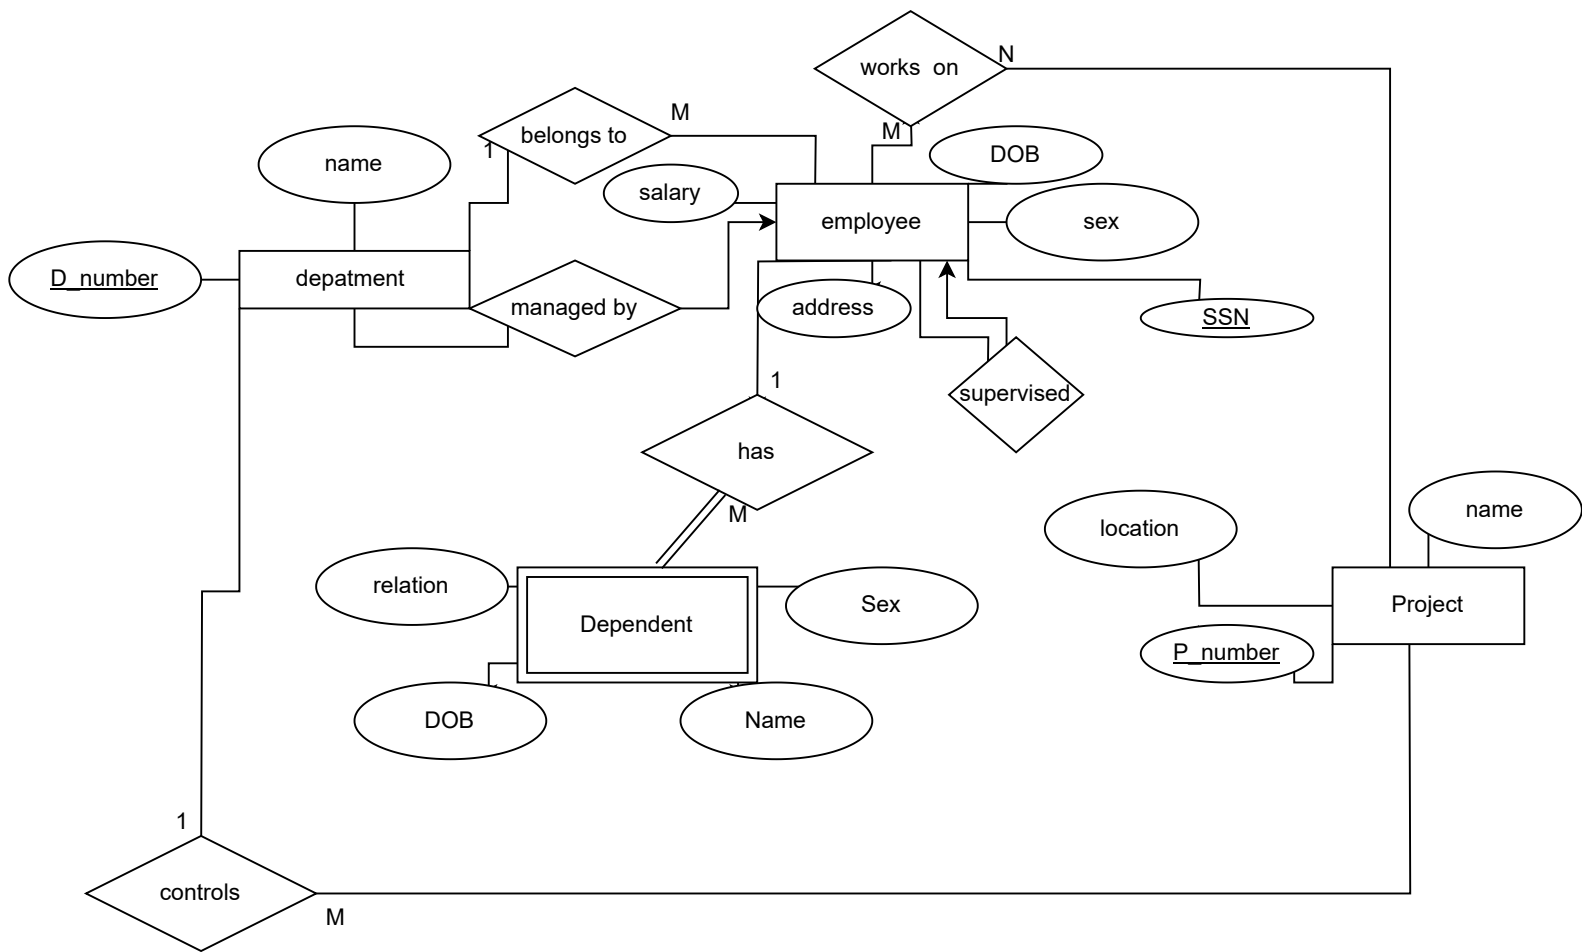 works  on
N
M
belongs to
M
1
DOB
name
salary
employee
sex
D_number
depatment
managed by
address
SSN
1
supervised
has
M
name
location
relation
Sex
Project
Dependent
P_number
DOB
Name
1
controls
M